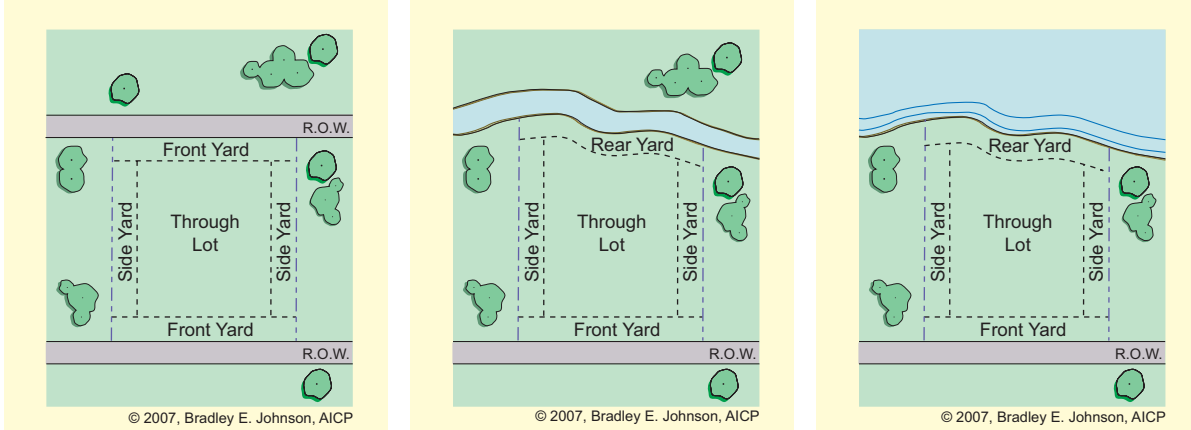 R.O.W.
Front Yard
Side Yard
Through
Lot
Side Yard
Front Yard
R.O.W.
© 2007, Bradley E. Johnson, AICP
Rear Yard
Side Yard
Through
Lot
Side Yard
Front Yard
R.O.W.
© 2007, Bradley E. Johnson, AICP
Rear Yard
Side Yard
Through
Lot
Side Yard
Front Yard
R.O.W.
© 2007, Bradley E. Johnson, AICP